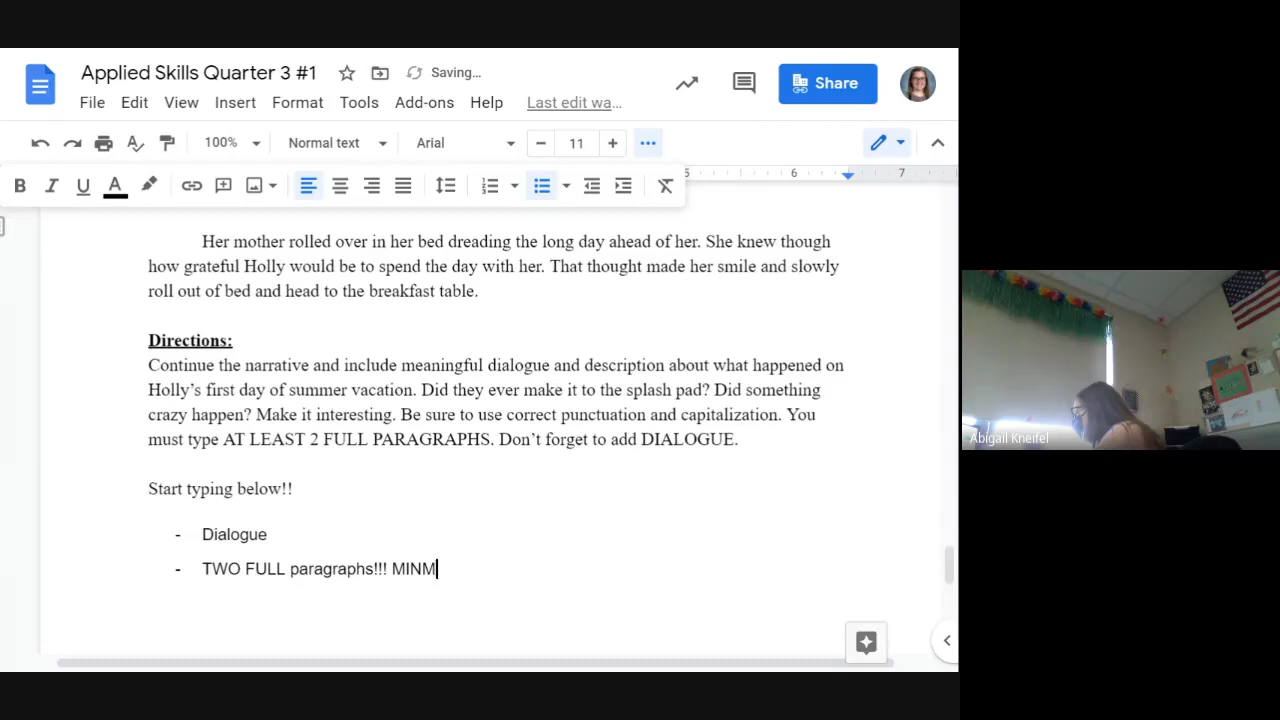 Applied Skills Quarter 3 #1 Saving...
File Edit View Insert Format Tools Add-ons Help Last edit wa...
Share
100% Normal text Arial 11
5 6 7
Her mother rolled over in her bed dreading the long day ahead of her. She knew though
how grateful Holly would be to spend the day with her. That thought made her smile and slowly
roll out of bed and head to the breakfast table.
Directions:
Continue the narrative and include meaningful dialogue and description about what happened on
Holly's first day of summer vacation. Did they ever make it to the splash pad? Did something
crazy happen? Make it interesting. Be sure to use correct punctuation and capitalization. You
must type AT LEAST 2 FULL PARAGRAPHS. Don't forget to add DIALOGUE.
Start typing below!!
- Dialogue
- TWO FULL paragraphs!!! MINM
Abigail Kneifel